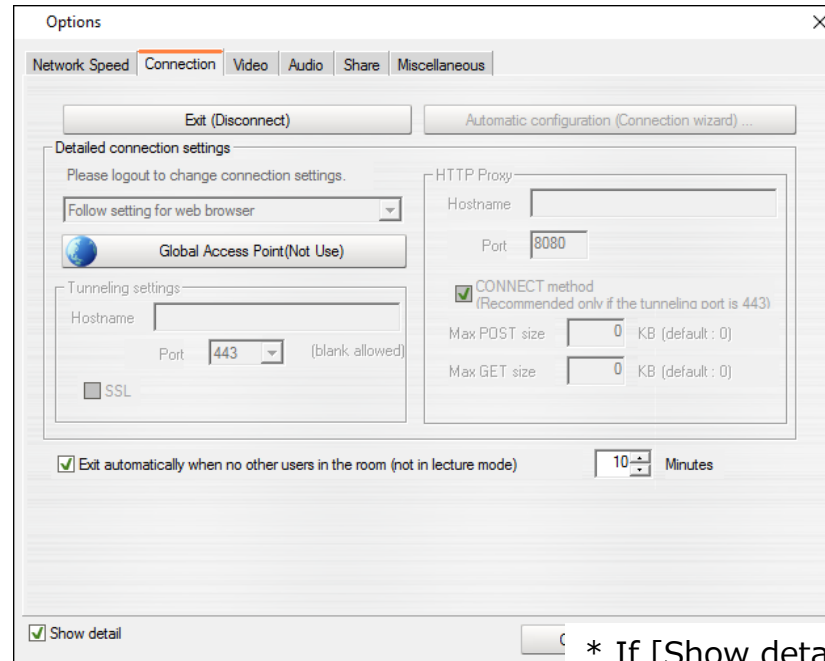 Options
Network Speed Connection Video Audio Share Miscellaneous
Exit (Disconnect) Automatic configuration (Connection wizard) ...
Detailed connection settings
Please logout to change connection settings.
Follow setting for web browser
Global Access Point(Not Use)
Tunneling settings
Hostname
Port 443 (blank allowed)
SSL
HTTP Proxy
Hostname
Port 8080
CONNECT method
(Recommended only if the tunneling port is 443)
Max POST size 0 KB (default : 0)
Max GET size 0 KB (default : 0)
Exit automatically when no other users in the room (not in lecture mode) 10 Minutes
Show detail
* If [Show deta